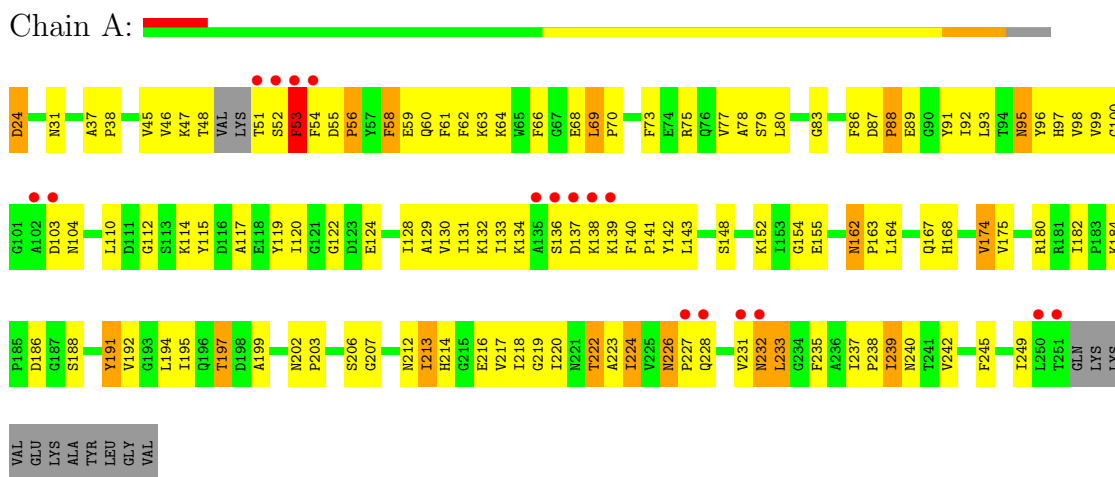 Chain A:
D24 N31 A37 P38 V45 V46 K47 T48 VAL LYS T51 S52 F53 F54 D55 P56 Y57 F58 E59 Q60 F61 F62 K63 K64 W65 F66 G67 E68 L69 P70 F73 E74 R75 Q76 V77 A78 S79 L80 G83 F86 D87 P88 E89 G90 Y91 I92 L93 T94 N95 Y96 H97 V98 V99 G100
G101 A102 D103 N104 L110 D111 G112 S113 K114 Y115 D116 A117 E118 Y119 I120 G121 G122 D123 E124 I128 A129 V130 I131 K132 I133 K134 A135 S136 D137 K138 K139 F140 P141 Y142 L143 S148 K152 I153 G154 E155 N162 P163 L164 Q167 H168 V174 V175 R180 R181 I182 P183 K184
P185 D186 G187 S188 Y191 V192 G193 L194 I195 Q196 T197 D198 A199 N202 P203 S206 G207 N212 I213 H214 G215 E216 V217 I218 G219 I220 N221 T222 A223 I224 V225 N226 P227 Q228 V231 N232 L233 G234 F235 A236 I237 P238 I239 N240 T241 V242 F245 I249 L250 T251 GLN LYS LYS
VAL GLU LYS ALA TYR LEU GLY VAL